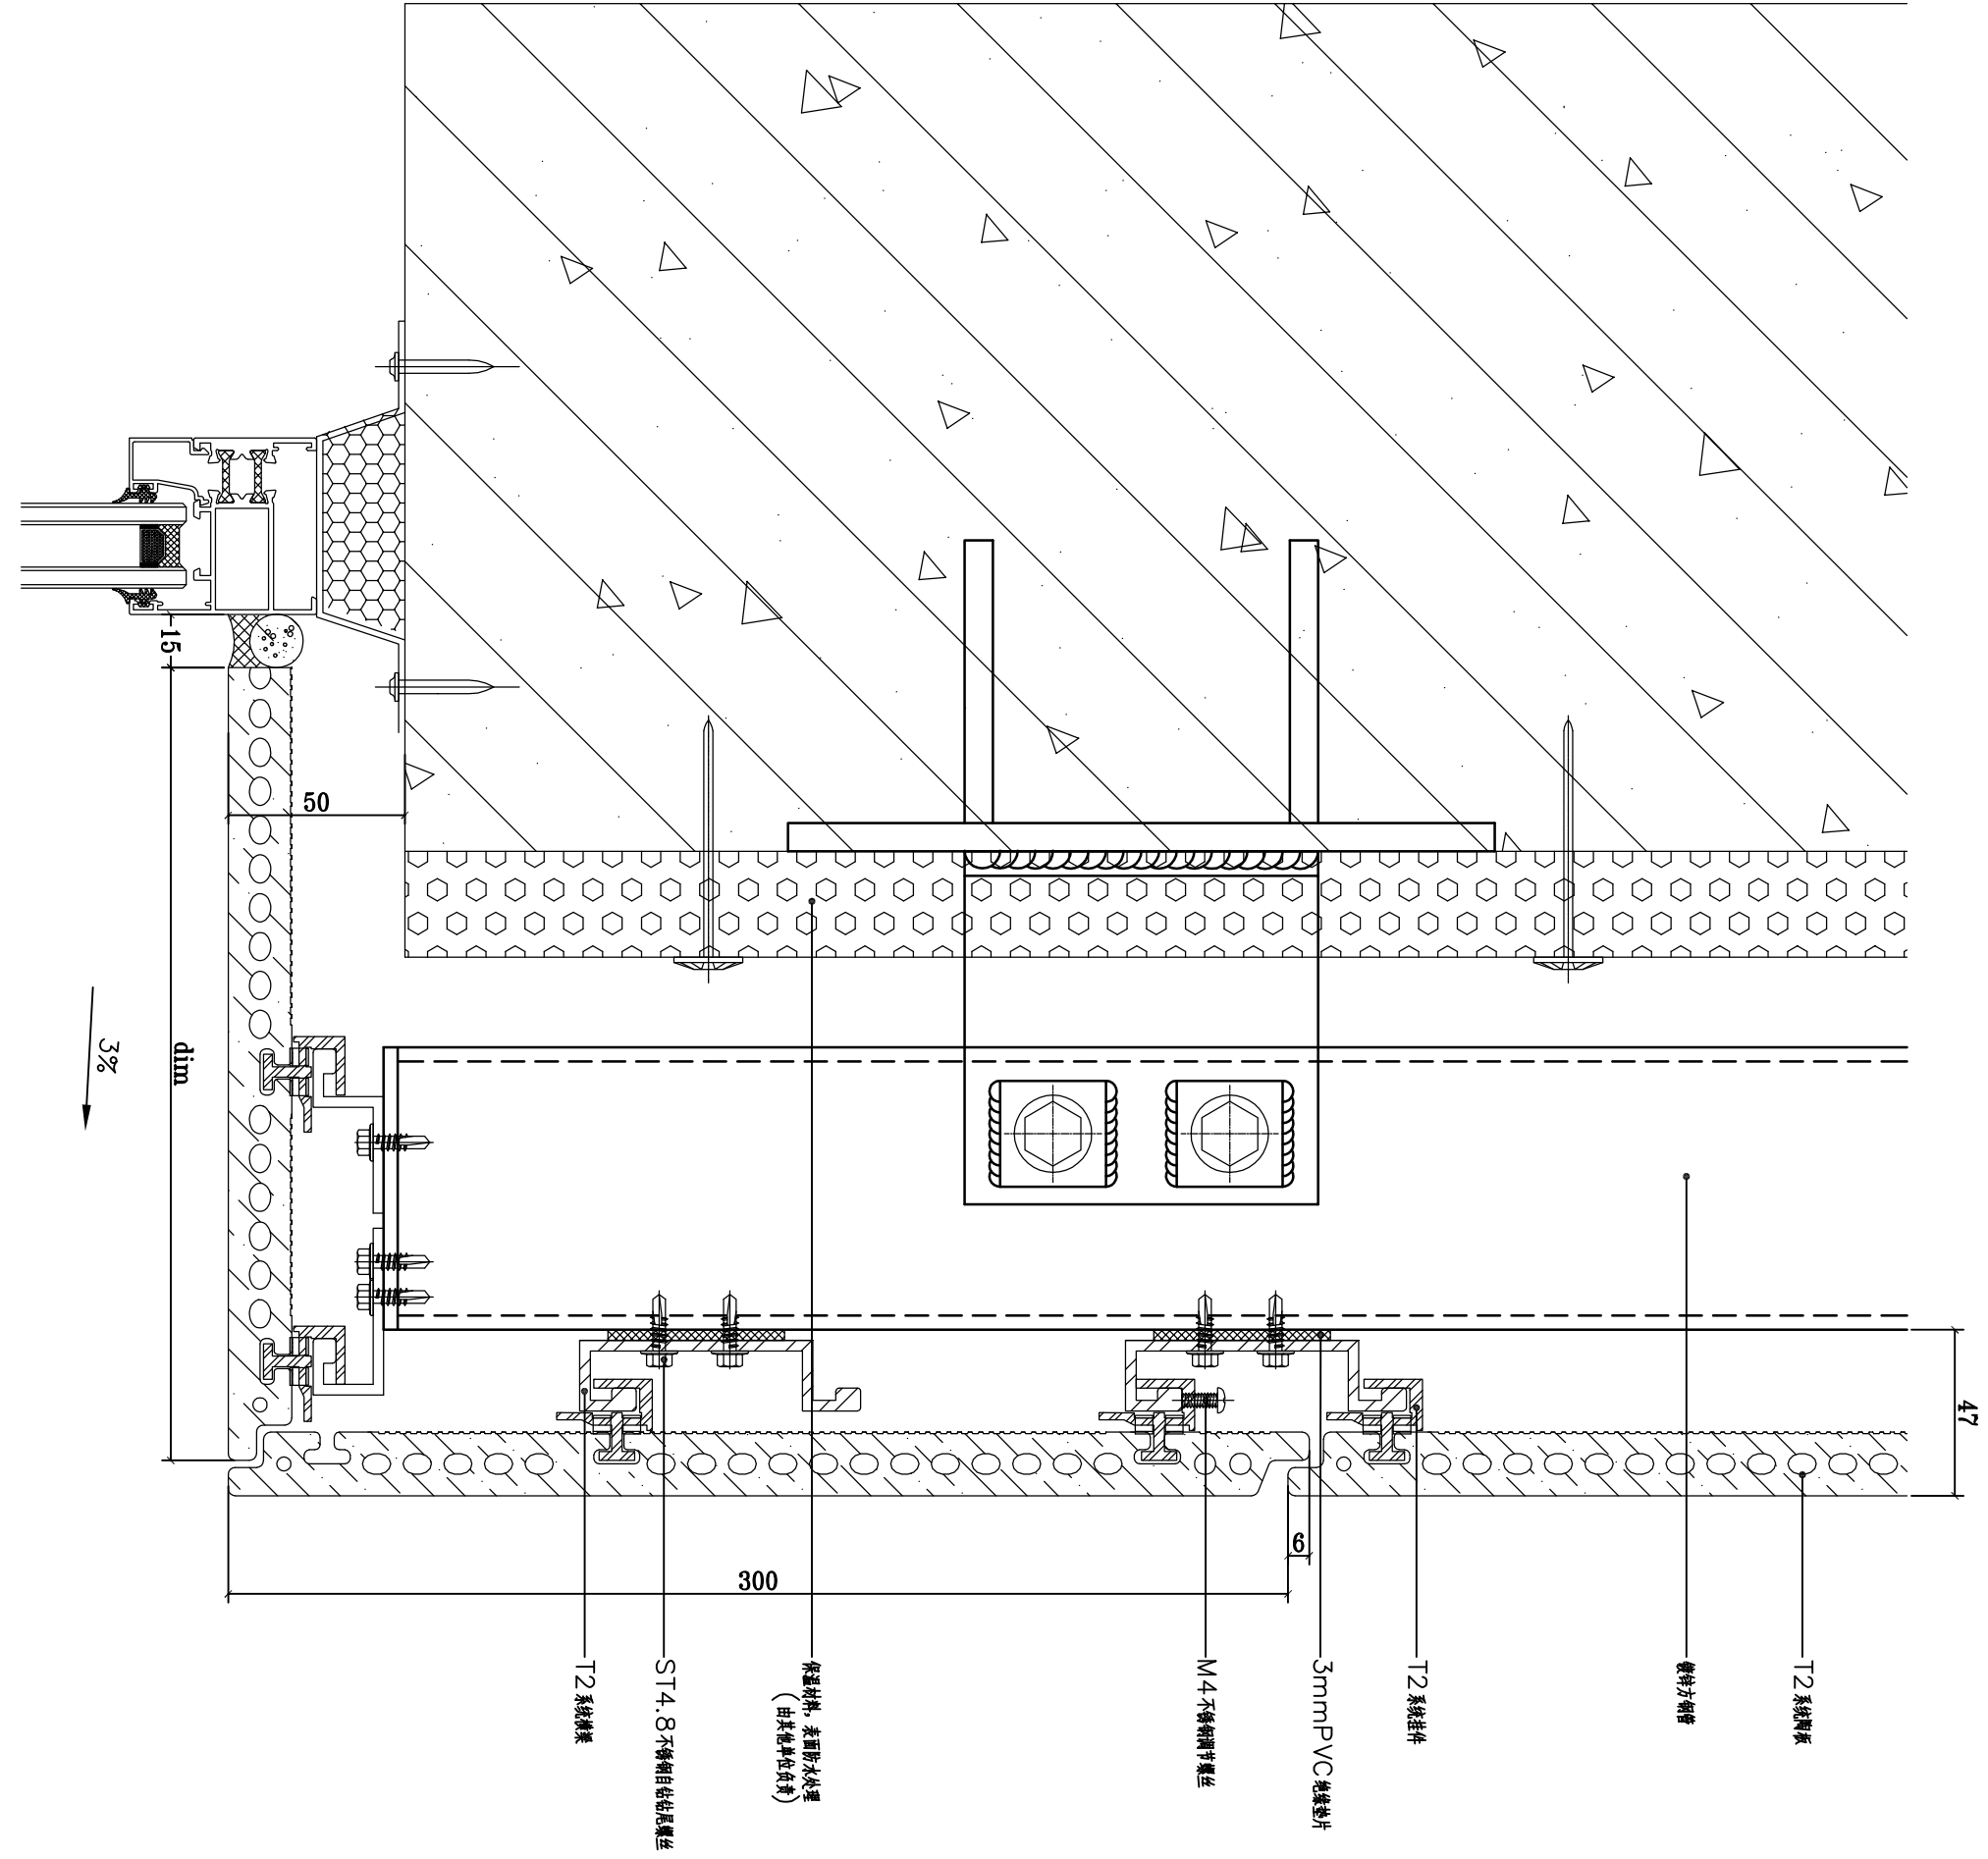 T2系统陶板
镀锌方钢管
T2系统挂件
3mmPVC绝缘垫片
M4不锈钢调节螺丝
保温材料，表面防水处理
（由其他单位负责）
ST4.8不锈钢自钻钻尾螺丝
T2系统横梁
47
6
300
50
15
dim
3%